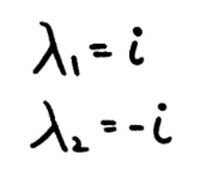 λ₁ = i
λ₂ = -i